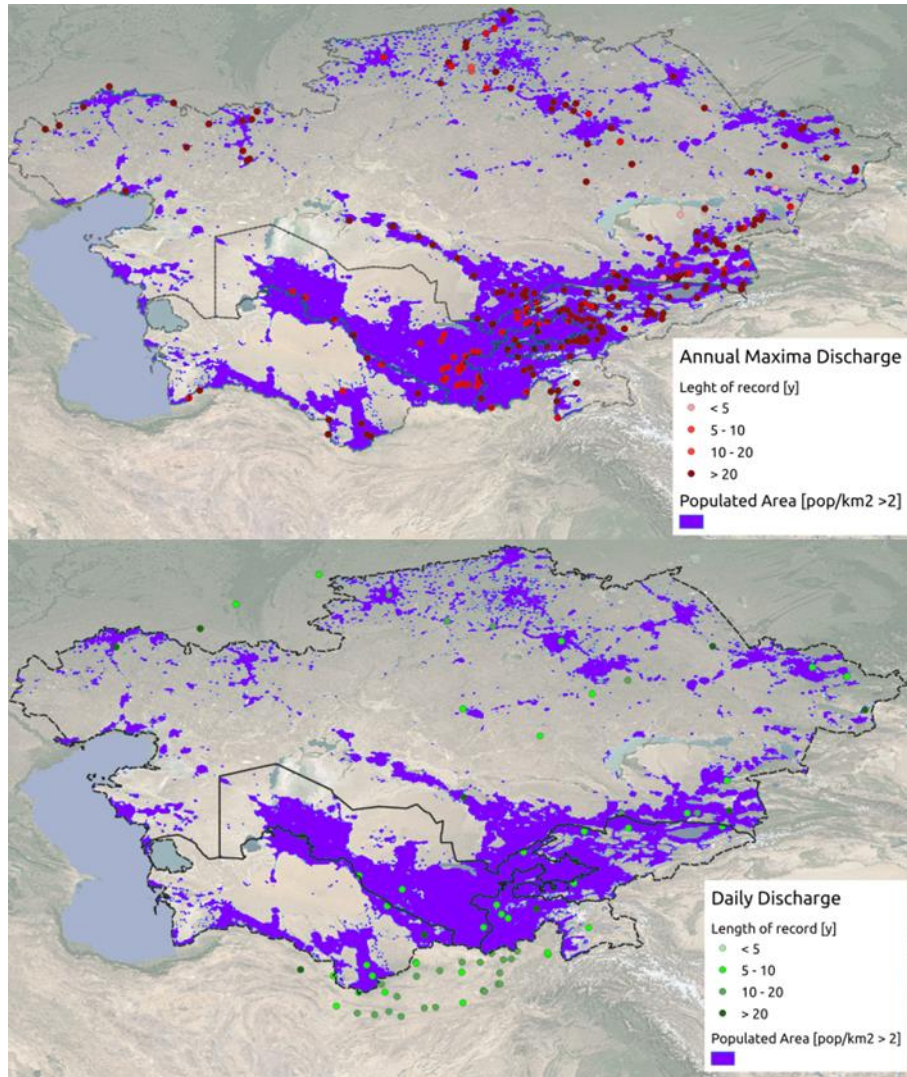 Annual Maxima Discharge
Leght of record [y]
< 5
5 - 10
10 - 20
> 20
Populated Area [pop/km2 >2]
Daily Discharge
Length of record [y]
< 5
5 - 10
10 - 20
> 20
Populated Area [pop/km2 > 2]